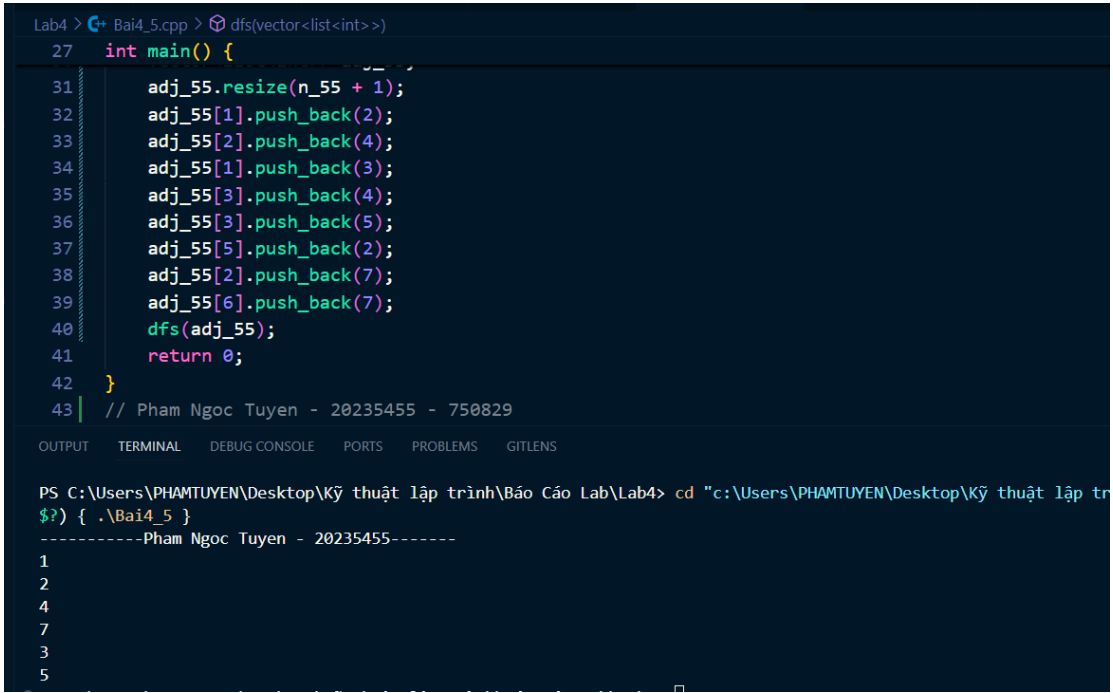 Lab4 > Bai4_5.cpp > dfs(vector<list<int>>)
27 int main() {
31 adj_55.resize(n_55 + 1);
32 adj_55[1].push_back(2);
33 adj_55[2].push_back(4);
34 adj_55[1].push_back(3);
35 adj_55[3].push_back(4);
36 adj_55[3].push_back(5);
37 adj_55[5].push_back(2);
38 adj_55[2].push_back(7);
39 adj_55[6].push_back(7);
40 dfs(adj_55);
41 return 0;
42 }
43 // Pham Ngoc Tuyen - 20235455 - 750829
OUTPUT TERMINAL DEBUG CONSOLE PORTS PROBLEMS GITLENS
PS C:\Users\PHAMTUYEN\Desktop\Kỹ thuật lập trình\Báo Cáo Lab\Lab4> cd "c:\Users\PHAMTUYEN\Desktop\Kỹ thuật lập tr
$?) { .\Bai4_5 }
-----------Pham Ngoc Tuyen - 20235455-------
1
2
4
7
3
5